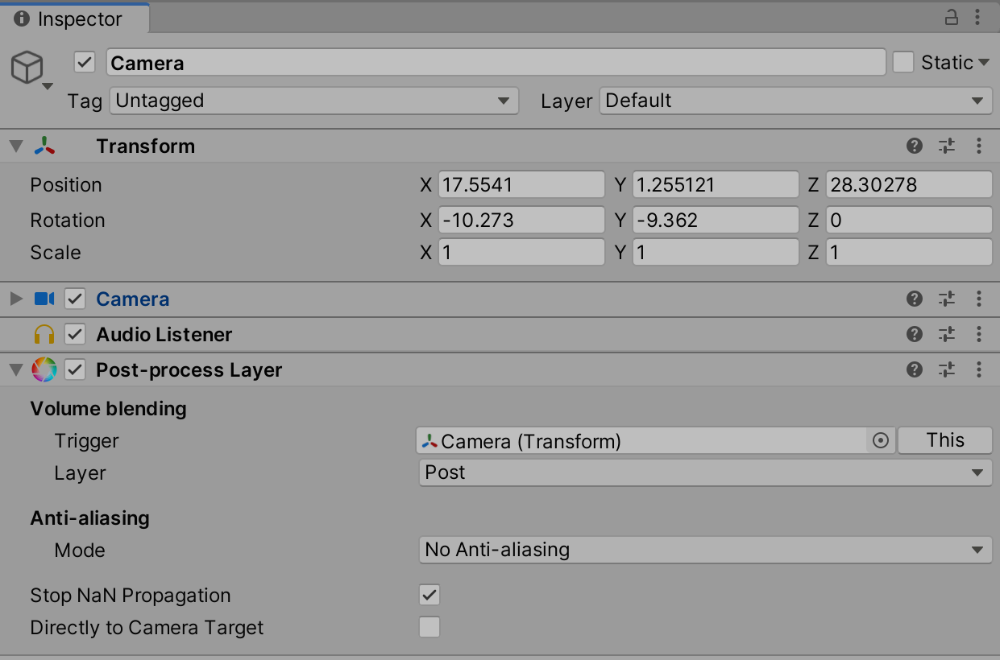 Inspector
Camera Static
Tag Untagged Layer Default
Transform
Position X 17.5541 Y 1.255121 Z 28.30278
Rotation X -10.273 Y -9.362 Z 0
Scale X 1 Y 1 Z 1
Camera
Audio Listener
Post-process Layer
Volume blending
Trigger Camera (Transform) This
Layer Post
Anti-aliasing
Mode No Anti-aliasing
Stop NaN Propagation
Directly to Camera Target